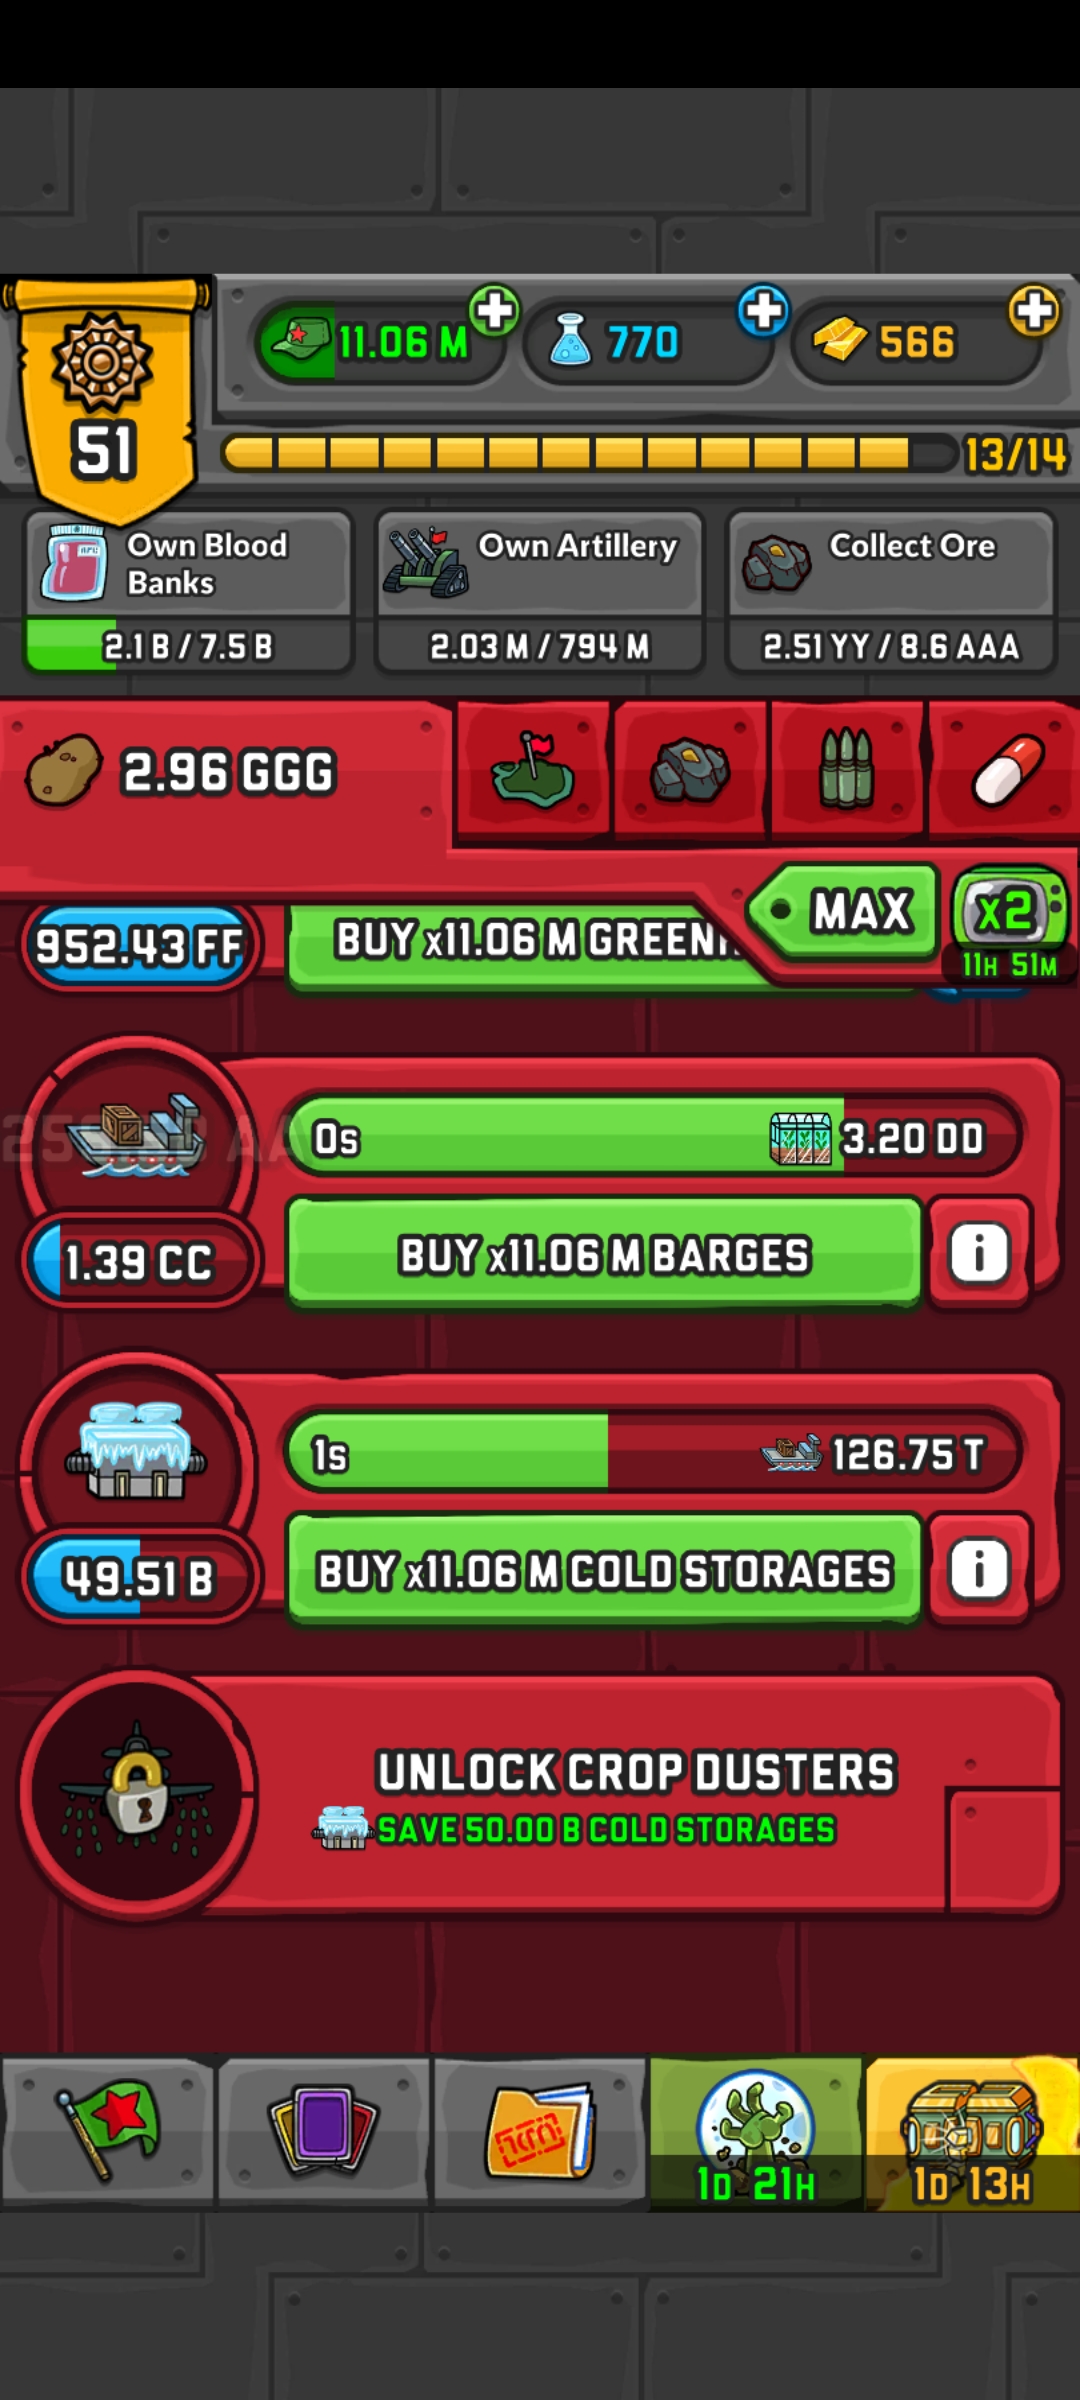 11.06 M
770
566
51
13/14
Own Blood
Banks
2.1 B / 7.5 B
Own Artillery
2.03 M / 794 M
Collect Ore
2.51 YY / 8.6 AAA
2.96 GGG
MAX
x2
11H 51M
952.43 FF
BUY x11.06 M
0s
3.20 DD
1.39 CC
BUY x11.06 M BARGES
1s
126.75 T
49.51 B
BUY x11.06 M COLD STORAGES
UNLOCK CROP DUSTERS
SAVE 50.00 B COLD STORAGES
1D 21H
1D 13H